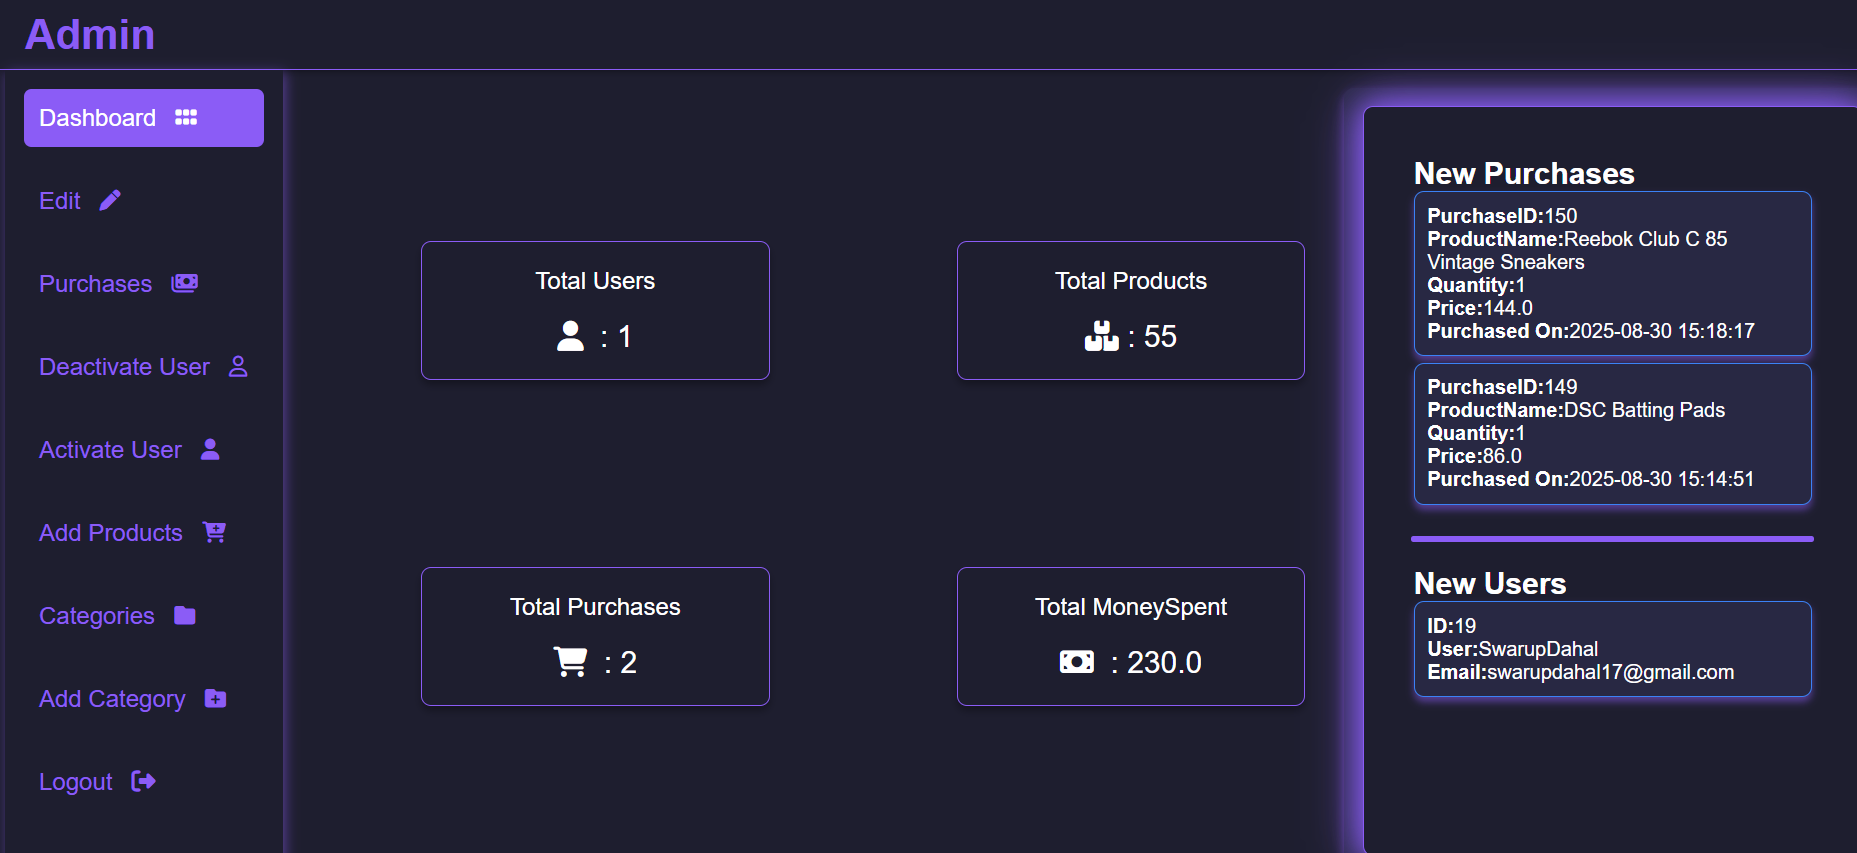 Admin
Dashboard
Edit
Purchases
Deactivate User
Activate User
Add Products
Categories
Add Category
Logout
Total Users
: 1
Total Products
: 55
Total Purchases
: 2
Total MoneySpent
: 230.0
New Purchases
PurchaseID:150
ProductName:Reebok Club C 85
Vintage Sneakers
Quantity:1
Price:144.0
Purchased On:2025-08-30 15:18:17
PurchaseID:149
ProductName:DSC Batting Pads
Quantity:1
Price:86.0
Purchased On:2025-08-30 15:14:51
New Users
ID:19
User:SwarupDahal
Email:swarupdahal17@gmail.com